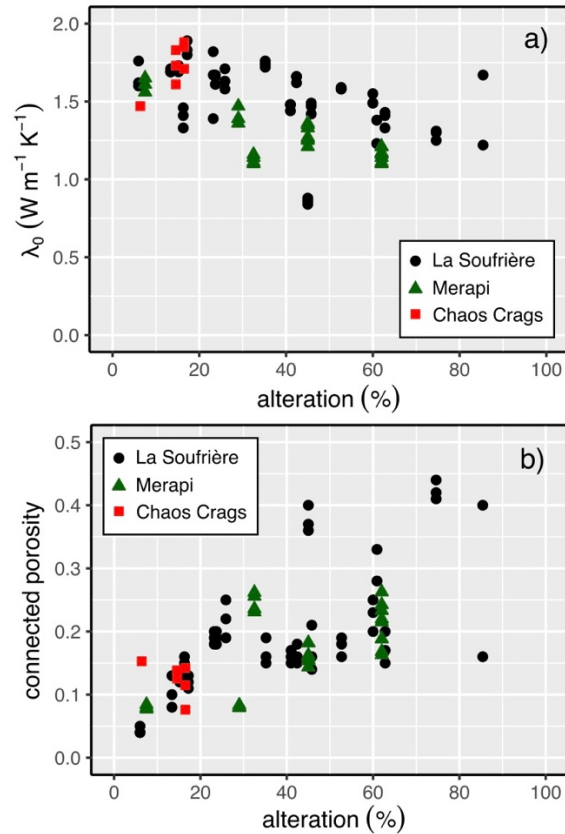 a)
2.0
1.5
1.0
0.5
0.0
λ₀ (W m⁻¹ K⁻¹)
La Soufrière
Merapi
Chaos Crags
0 20 40 60 80 100
alteration (%)
b)
0.5
0.4
0.3
0.2
0.1
0.0
connected porosity
La Soufrière
Merapi
Chaos Crags
0 20 40 60 80 100
alteration (%)